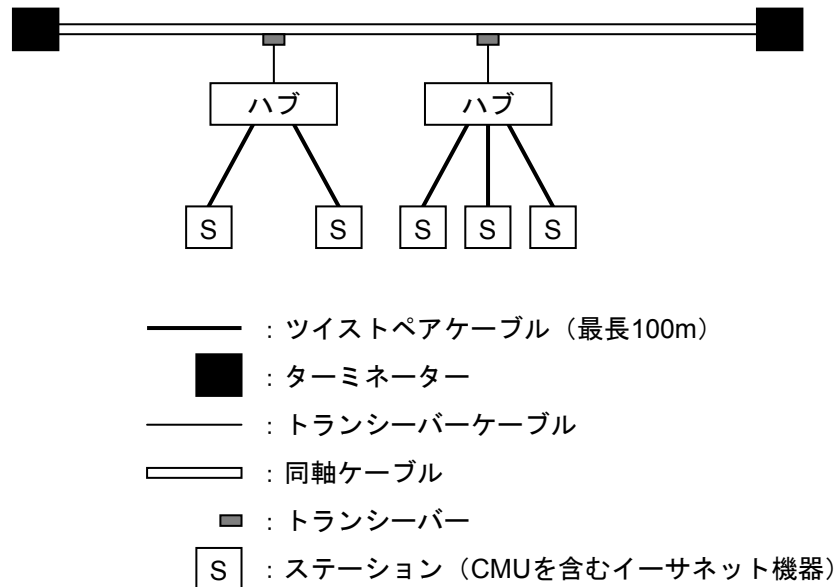 ハブ ハブ
S S S S S
：ツイストペアケーブル（最長100m）
：ターミネーター
：トランシーバーケーブル
：同軸ケーブル
：トランシーバー
S ：ステーション（CMUを含むイーサネット機器）